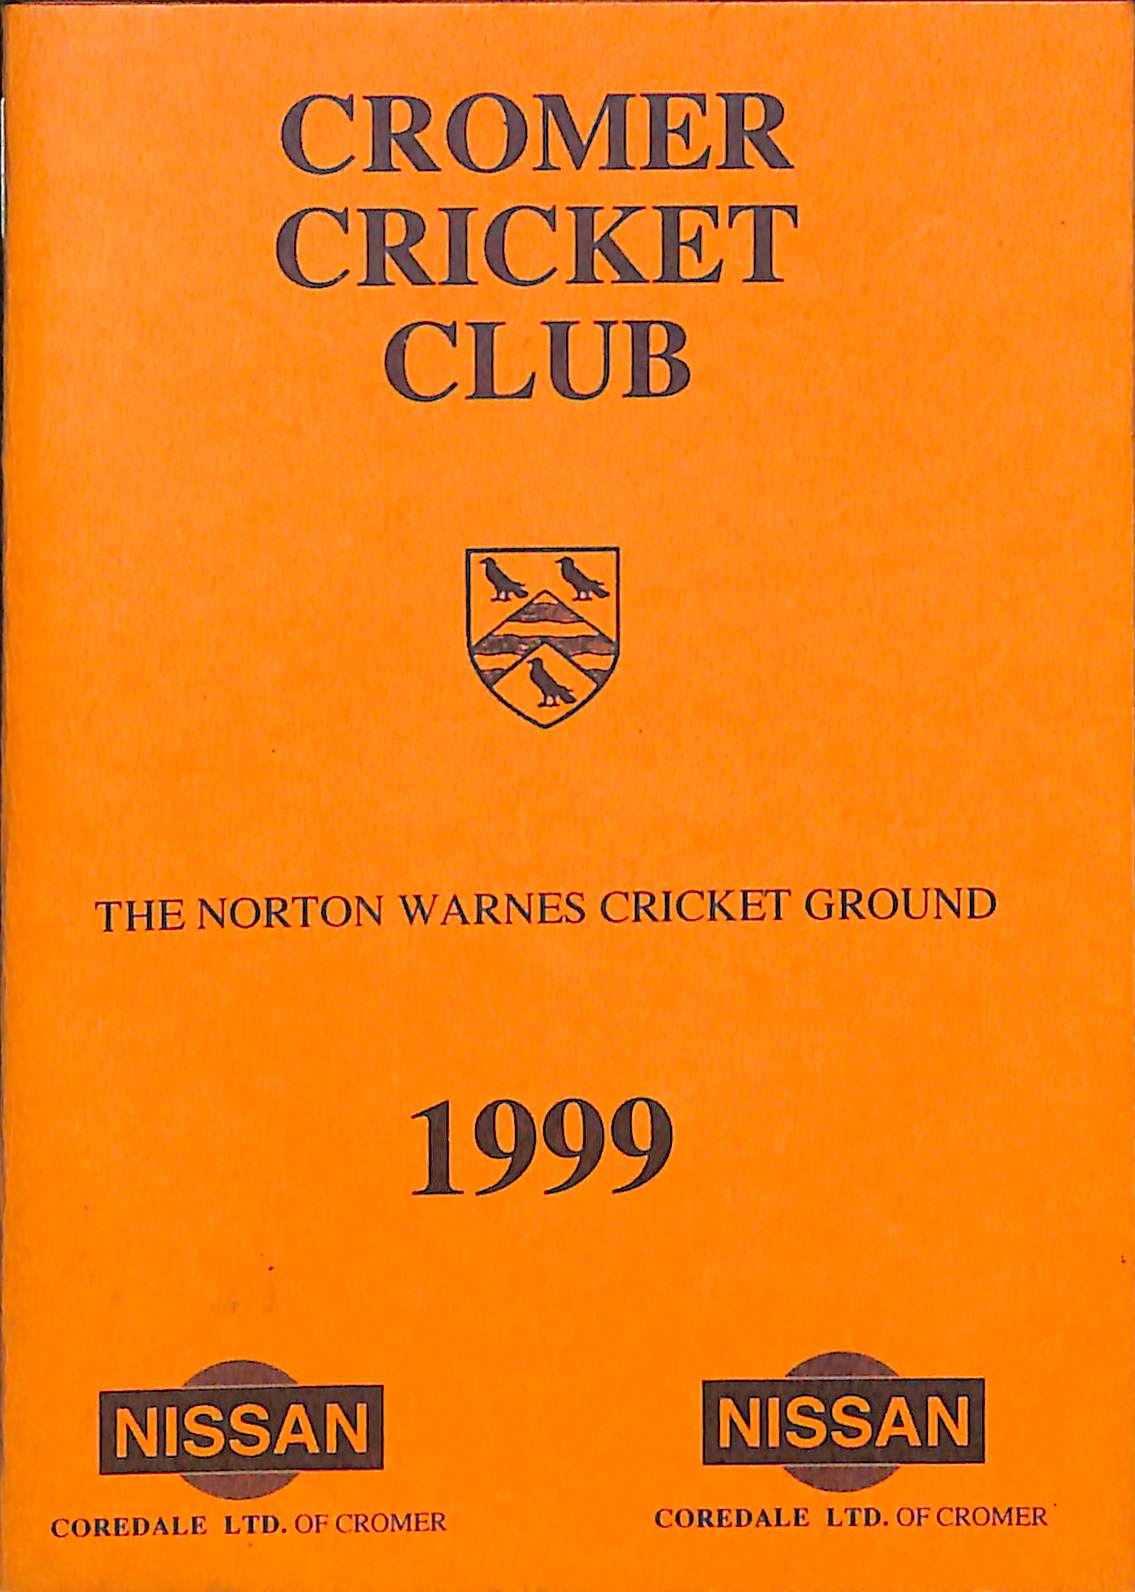 CROMER
CRICKET
CLUB
THE NORTON WARNES CRICKET GROUND
1999
NISSAN
COREDALE LTD. OF CROMER
NISSAN
COREDALE LTD. OF CROMER